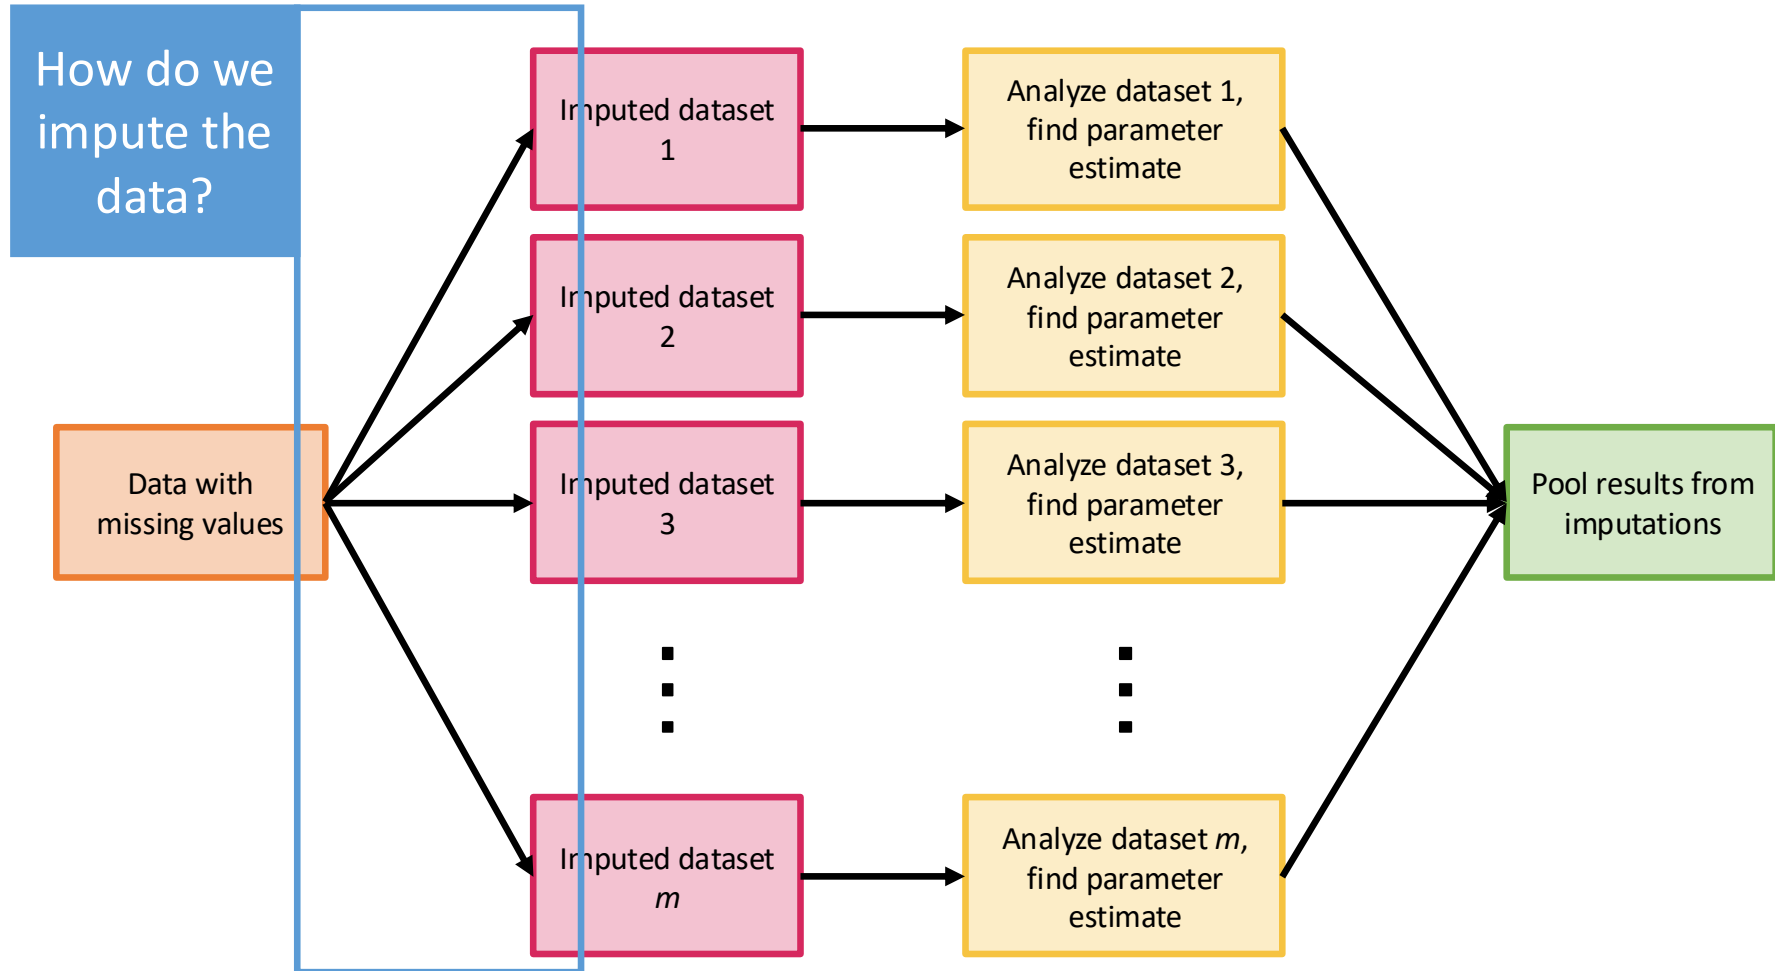 How do we
impute the
data?
Data with
missing values
Imputed dataset
1
Imputed dataset
2
Imputed dataset
3
Imputed dataset
m
Analyze dataset 1,
find parameter
estimate
Analyze dataset 2,
find parameter
estimate
Analyze dataset 3,
find parameter
estimate
Analyze dataset m,
find parameter
estimate
Pool results from
imputations